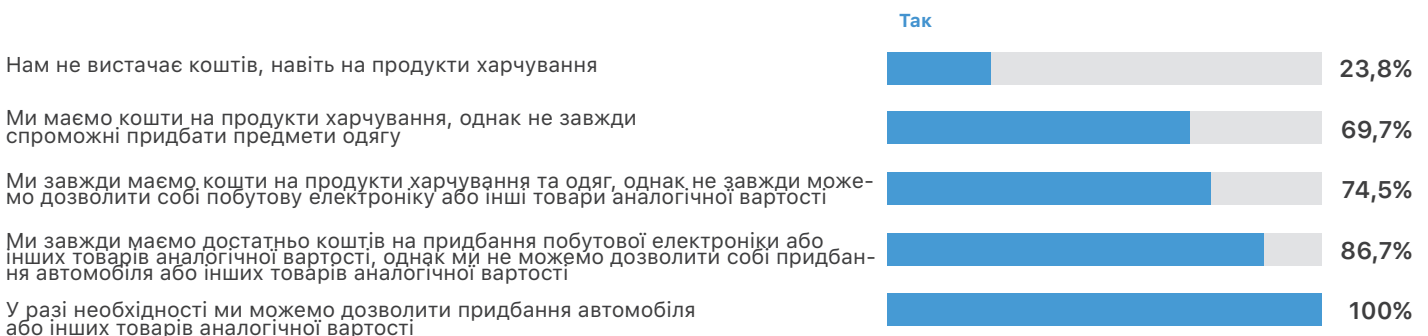 Так
Нам не вистачає коштів, навіть на продукти харчування
23,8%
Ми маємо кошти на продукти харчування, однак не завжди
спроможні придбати предмети одягу
69,7%
Ми завжди маємо кошти на продукти харчування та одяг, однак не завжди може-
мо дозволити собі побутову електроніку або інші товари аналогічної вартості
74,5%
Ми завжди маємо достатньо коштів на придбання побутової електроніки або
інших товарів аналогічної вартості, однак ми не можемо дозволити собі придбан-
ня автомобіля або інших товарів аналогічної вартості
86,7%
У разі необхідності ми можемо дозволити придбання автомобіля
або інших товарів аналогічної вартості
100%